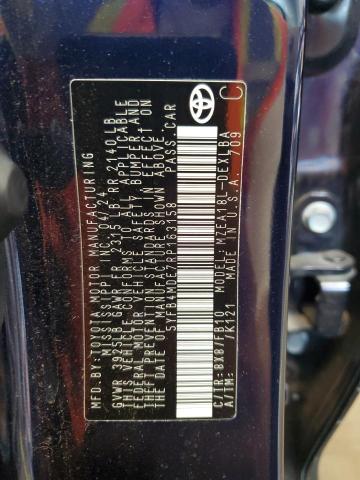 MFD.BY:TOYOTA MOTOR MANUFACTURING
MISSISSIPPI INC. 04/24
GVWR 3925LB GAWR FR 2315 LB RR 2140LB
THIS VEHICLE CONFORMS TO ALL APPLICABLE
FEDERAL MOTOR VEHICLE SAFETY, BUMPER, AND
THEFT PREVENTION STANDARDS IN EFFECT ON
THE DATE OF MANUFACTURE SHOWN ABOVE.
PASS.CAR
C/TR: 8X8/FB10
MODEL: MZEA18L-DEXLBA
A/TM: /K121
MADE IN U.S.A. 709
C